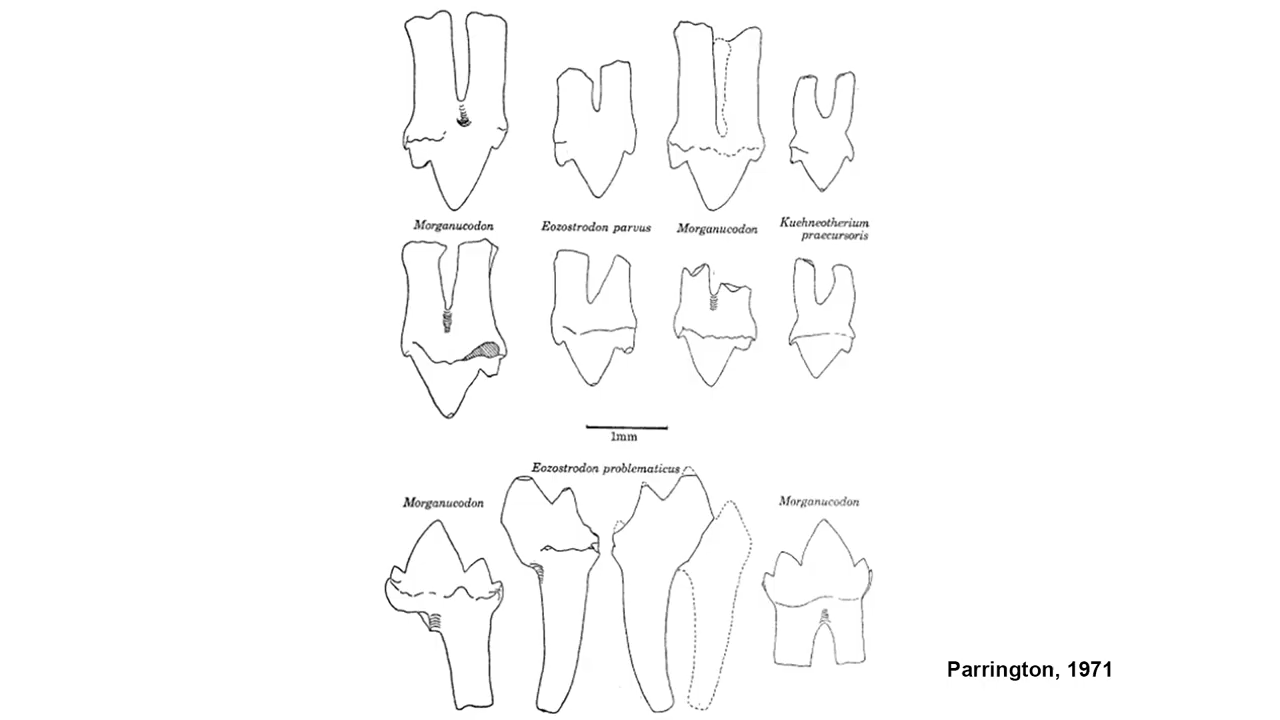 Morganucodon
Eozostrodon parvus
Morganucodon
Kuehneotherium
praecursoris
1mm
Eozostrodon problematicus
Morganucodon
Morganucodon
Parrington, 1971